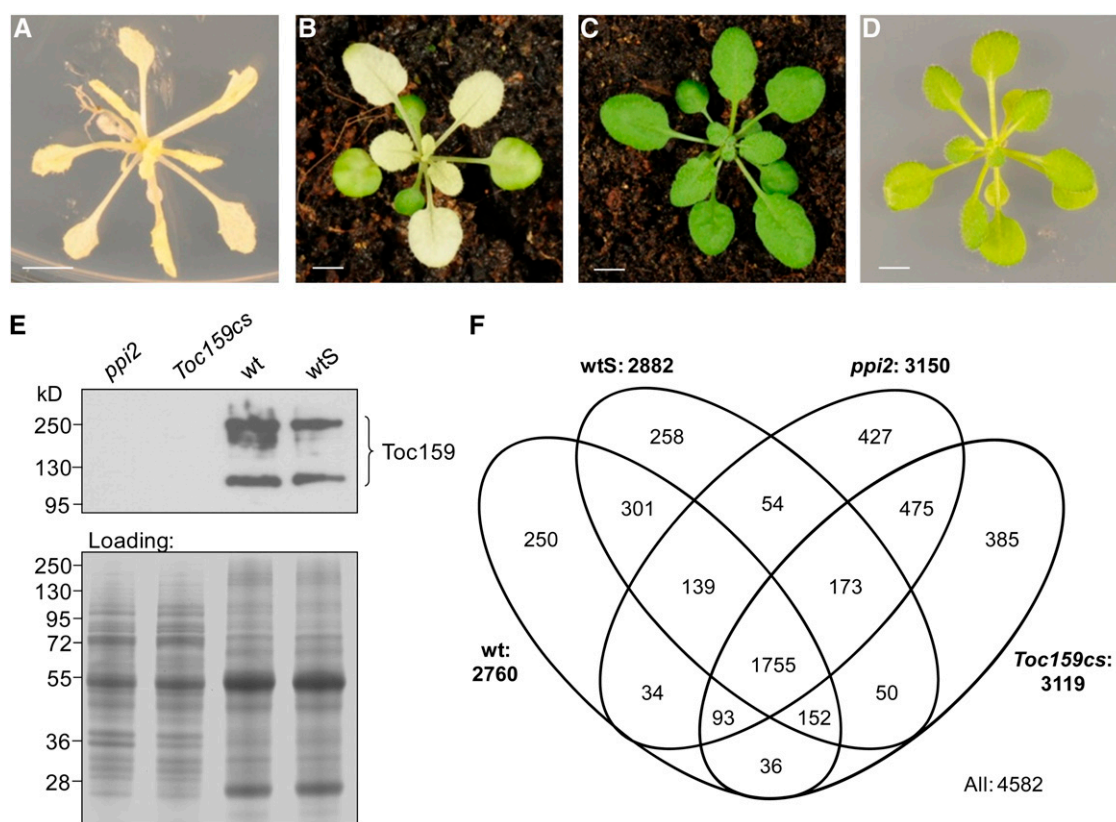 A
B
C
D
E
ppi2
Toc159cs
wt
wtS
kD
250
130
95
Toc159
Loading:
250
130
95
72
55
36
28
F
wtS: 2882
ppi2: 3150
258
427
301
54
475
250
385
139
173
wt:
2760
1755
Toc159cs:
3119
34
50
93
152
36
All: 4582